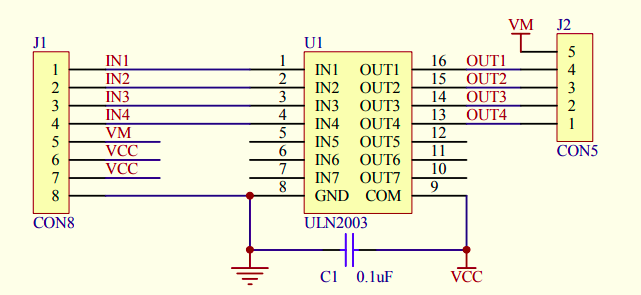 J1 U1 VM J2
5
1 IN1 1 IN1 OUT1 16 OUT1 4
2 IN2 2 IN2 OUT2 15 OUT2 3
3 IN3 3 IN3 OUT3 14 OUT3 2
4 IN4 4 IN4 OUT4 13 OUT4 1
5 VM 5 IN5 OUT5 12
6 VCC 6 IN6 OUT6 11 CON5
7 VCC 7 IN7 OUT7 10
8 8 GND COM 9
CON8 ULN2003
C1 0.1uF VCC